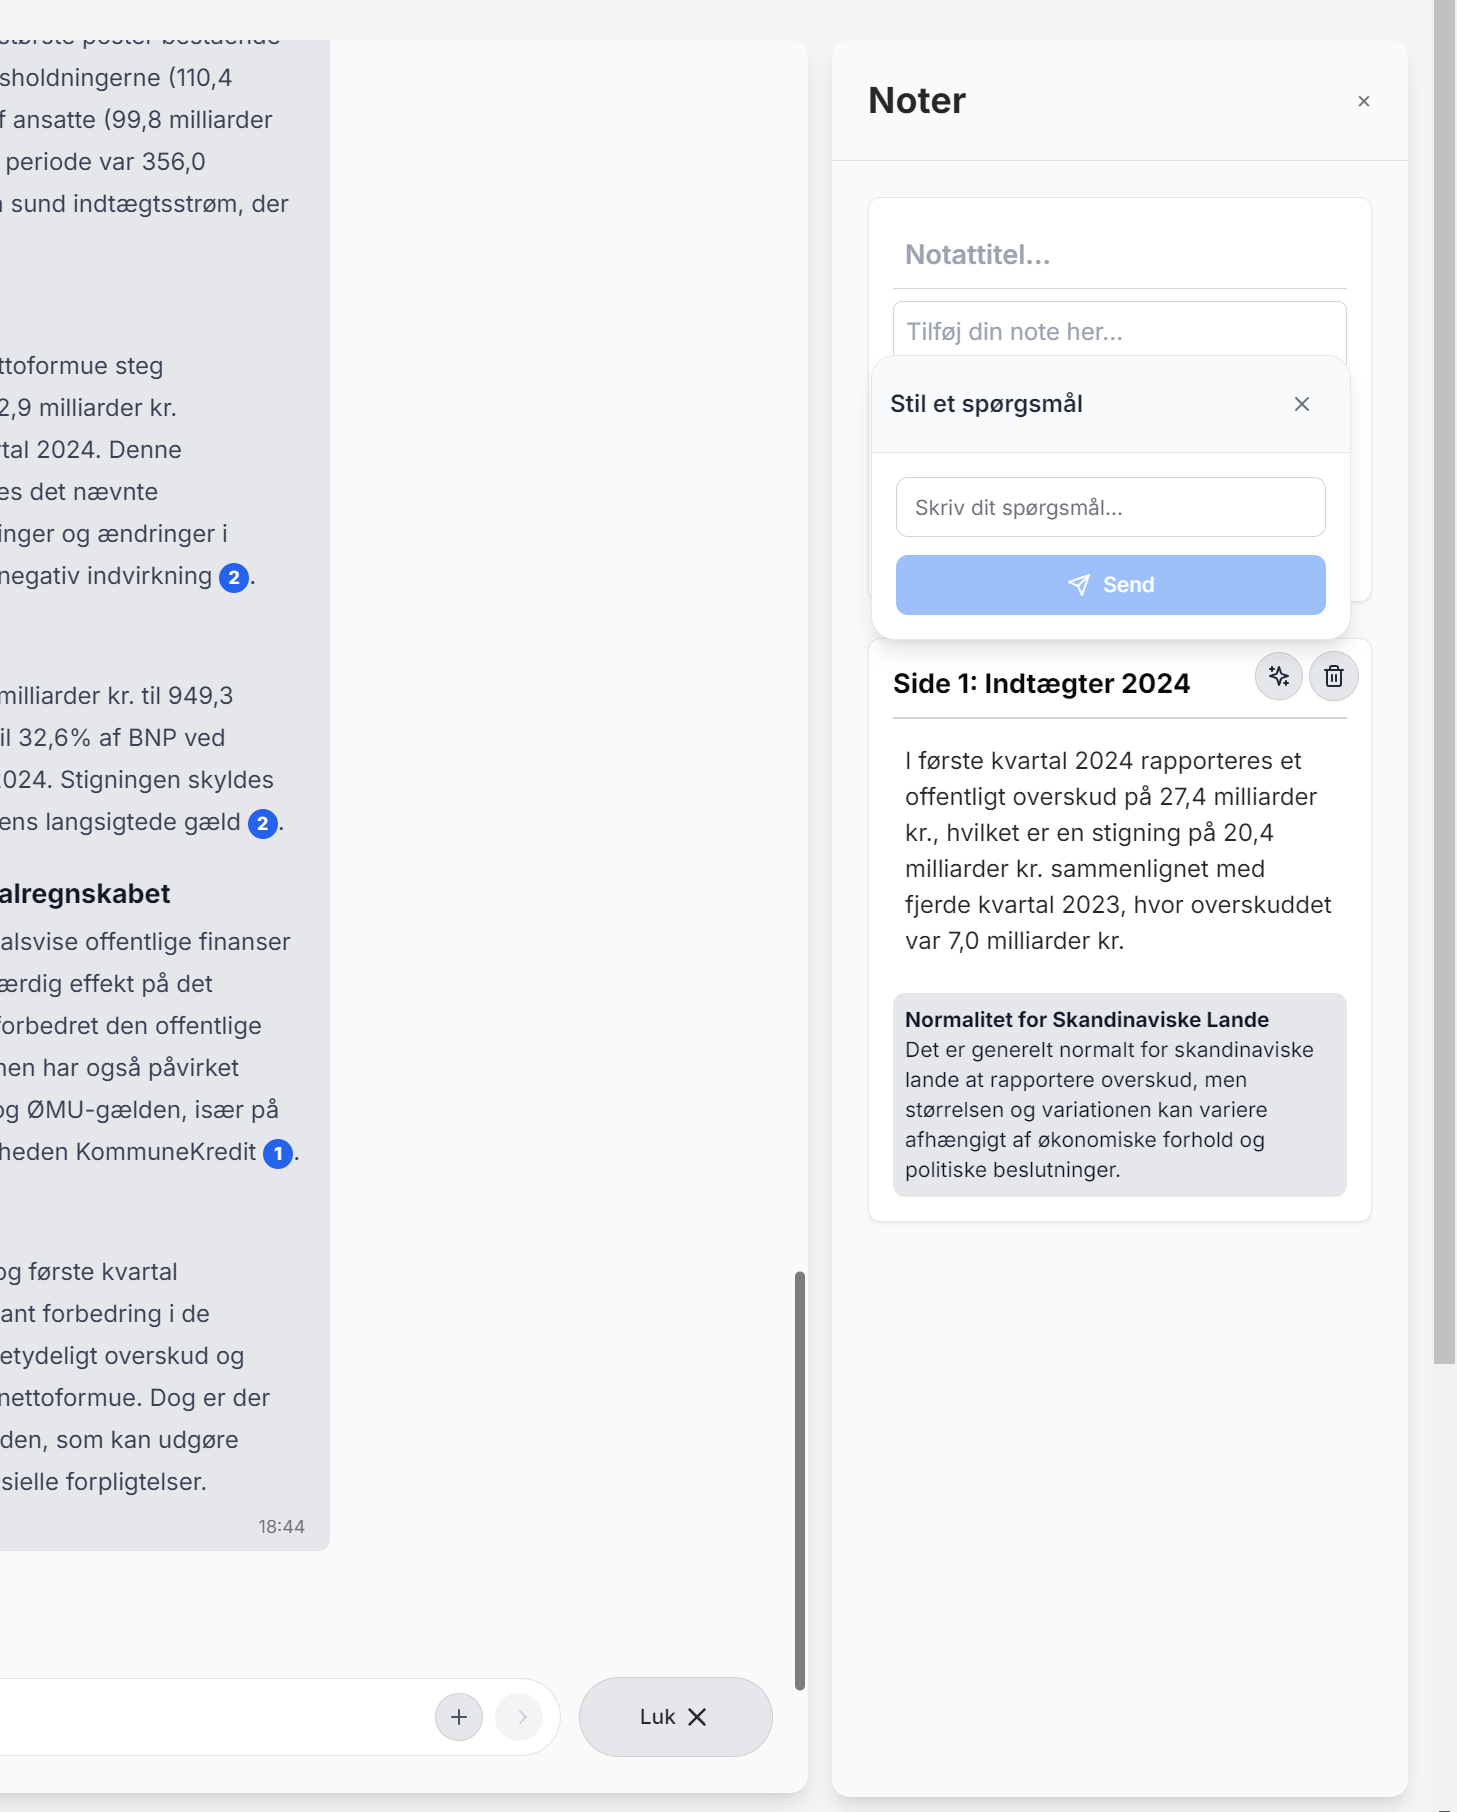 største poster bestående
sholdningerne (110,4
f ansatte (99,8 milliarder
periode var 356,0
sund indtægtsstrøm, der
ttoformue steg
2,9 milliarder kr.
tal 2024. Denne
es det nævnte
inger og ændringer i
negativ indvirkning 2.
milliarder kr. til 949,3
il 32,6% af BNP ved
2024. Stigningen skyldes
ens langsigtede gæld 2.
alregnskabet
alsvise offentlige finanser
ærdig effekt på det
forbedret den offentlige
nen har også påvirket
og ØMU-gælden, især på
heden KommuneKredit 1.
og første kvartal
ant forbedring i de
etydeligt overskud og
nettoformue. Dog er der
den, som kan udgøre
sielle forpligtelser.
18:44
Luk
Noter
Notattitel...
Tilføj din note her...
Stil et spørgsmål
Skriv dit spørgsmål...
Send
Side 1: Indtægter 2024
I første kvartal 2024 rapporteres et
offentligt overskud på 27,4 milliarder
kr., hvilket er en stigning på 20,4
milliarder kr. sammenlignet med
fjerde kvartal 2023, hvor overskuddet
var 7,0 milliarder kr.
Normalitet for Skandinaviske Lande
Det er generelt normalt for skandinaviske
lande at rapportere overskud, men
størrelsen og variationen kan variere
afhængigt af økonomiske forhold og
politiske beslutninger.